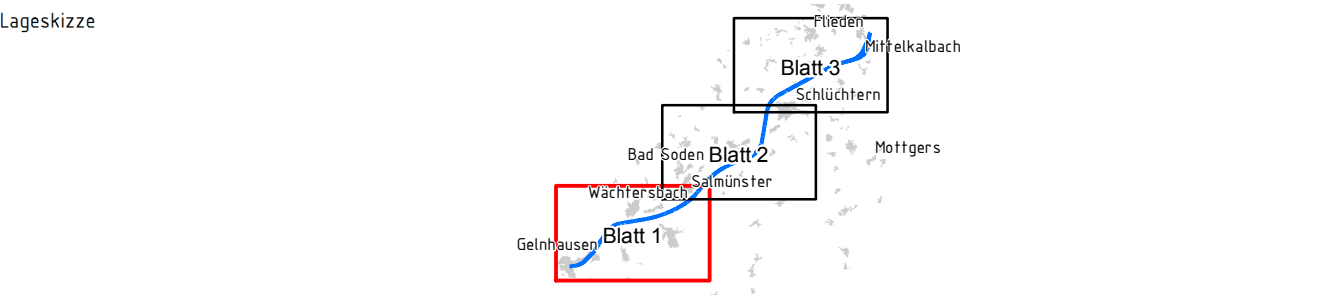 Lageskizze
Flieden
Mittelkalbach
Blatt 3
Schlüchtern
Mottgers
Bad Soden
Blatt 2
Salmünster
Wächtersbach
Blatt 1
Gelnhausen